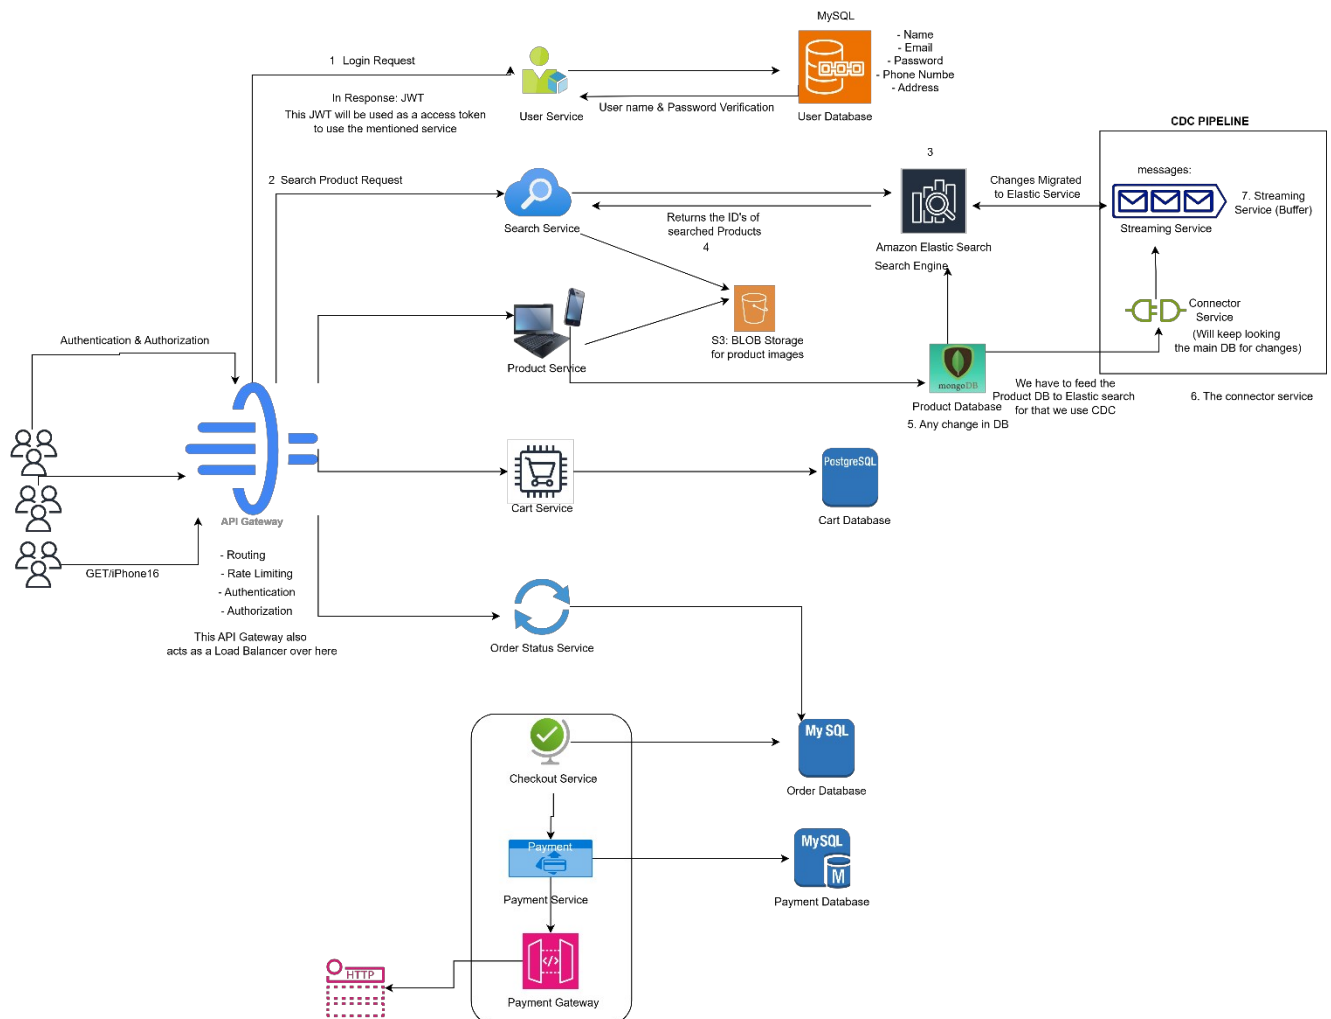 MySQL
- Name
- Email
- Password
- Phone Numbe
- Address
User Database
1 Login Request
In Response: JWT
This JWT will be used as a access token
to use the mentioned service
User Service
User name & Password Verification
CDC PIPELINE
2 Search Product Request
Search Service
Returns the ID's of
searched Products
4
3
Amazon Elastic Search
Search Engine
Changes Migrated
to Elastic Service
messages:
Streaming Service
7. Streaming
Service (Buffer)
Connector
Service
(Will keep looking
the main DB for changes)
6. The connector service
S3: BLOB Storage
for product images
Product Service
mongoDB
Product Database
5. Any change in DB
We have to feed the
Product DB to Elastic search
for that we use CDC
Authentication & Authorization
GET/iPhone16
API Gateway
- Routing
- Rate Limiting
- Authentication
- Authorization
This API Gateway also
acts as a Load Balancer over here
Cart Service
PostgreSQL
Cart Database
Order Status Service
Checkout Service
My SQL
Order Database
Payment
Payment Service
My SQL
M
Payment Database
</>
Payment Gateway
HTTP